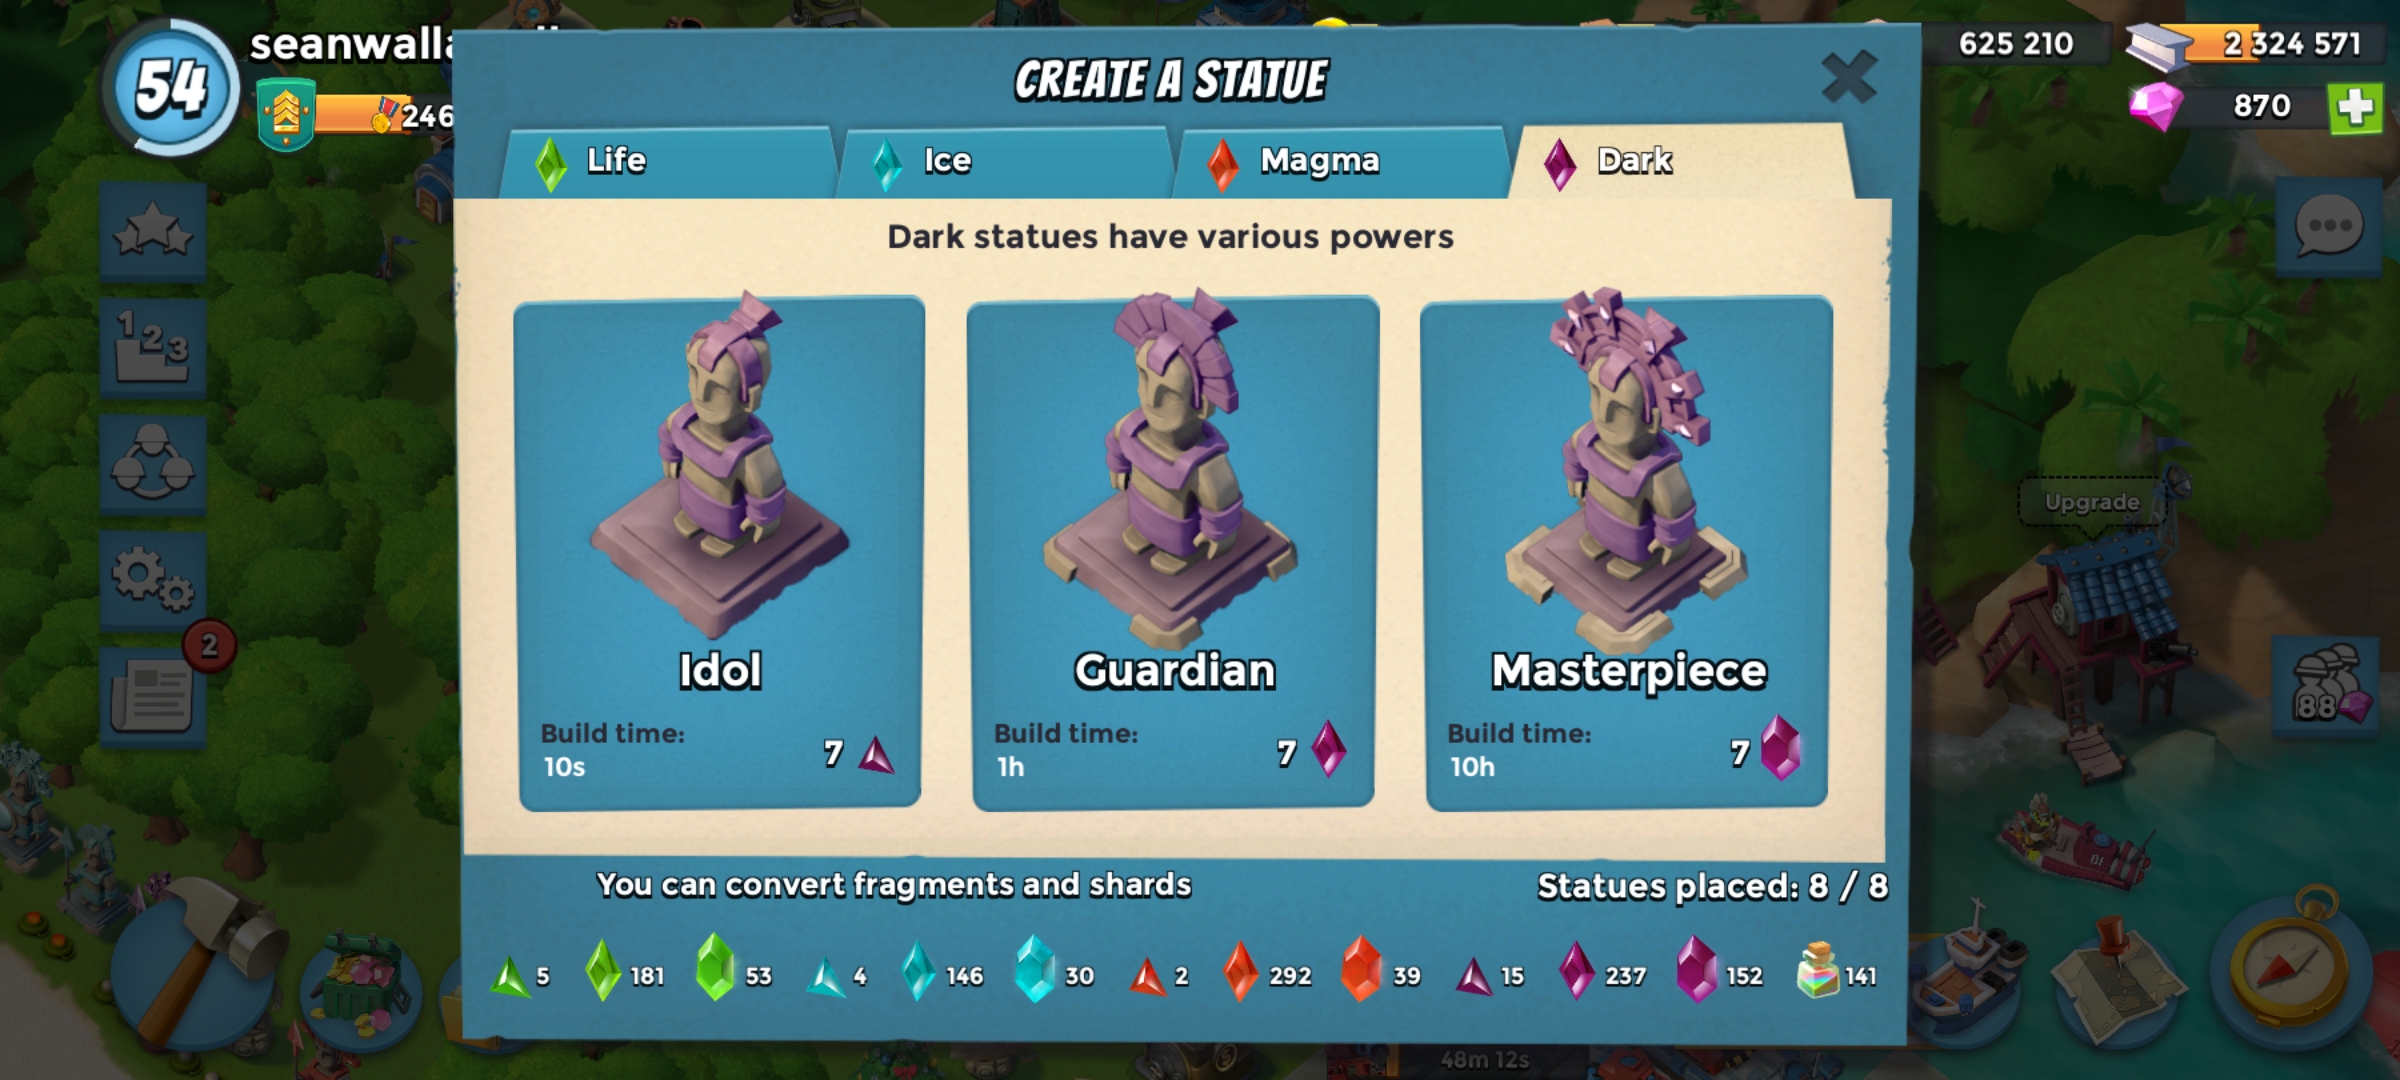 54
246
625 210
2 324 571
870
CREATE A STATUE
Life
Ice
Magma
Dark
Dark statues have various powers
1 2 3
Idol
Build time:
10s
7
Guardian
Build time:
1h
7
Masterpiece
Build time:
10h
7
Upgrade
2
88
You can convert fragments and shards
Statues placed: 8 / 8
5
181
53
4
146
30
2
292
39
15
237
152
141
48m 12s